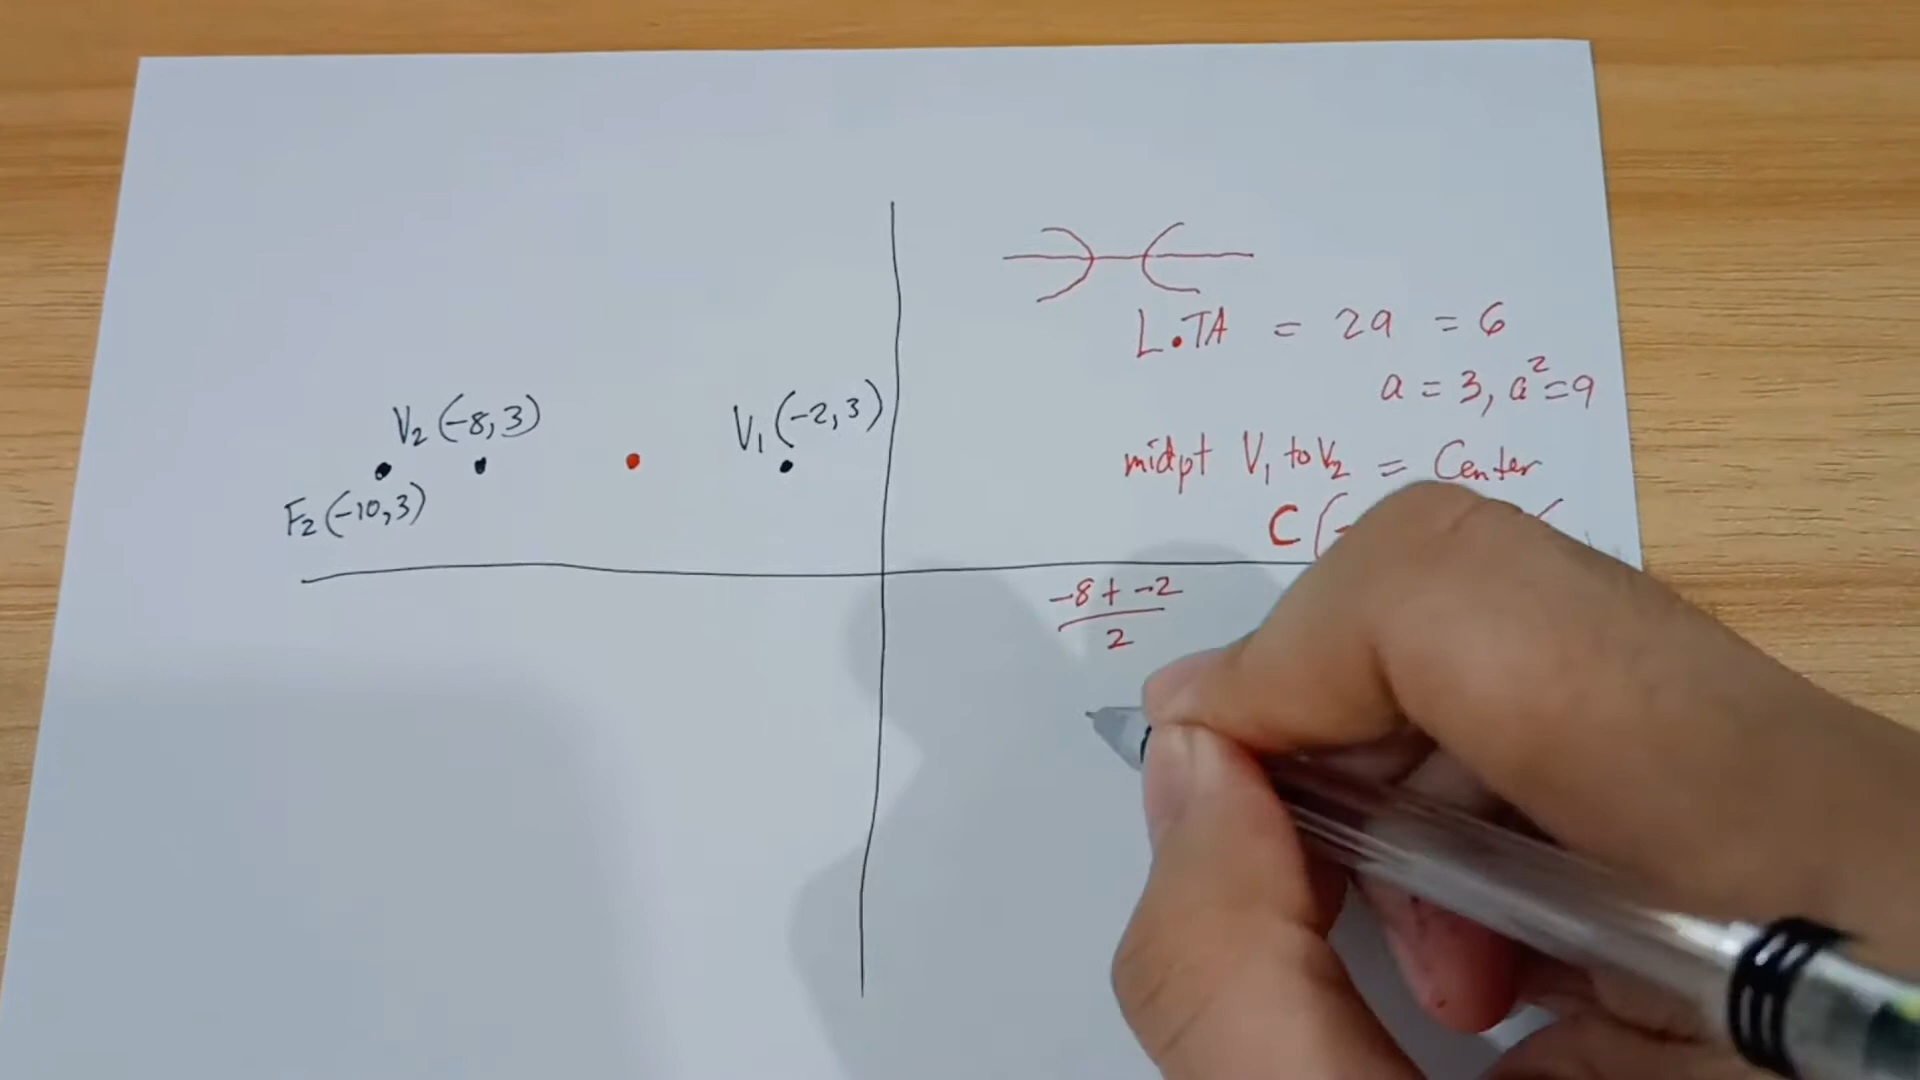 L.TA = 2a = 6
a = 3, a²=9
V₂ (-8,3)
V₁ (-2,3)
F₂ (-10,3)
midpt V₁ to V₂ = Center
C (-
-8 + -2
2